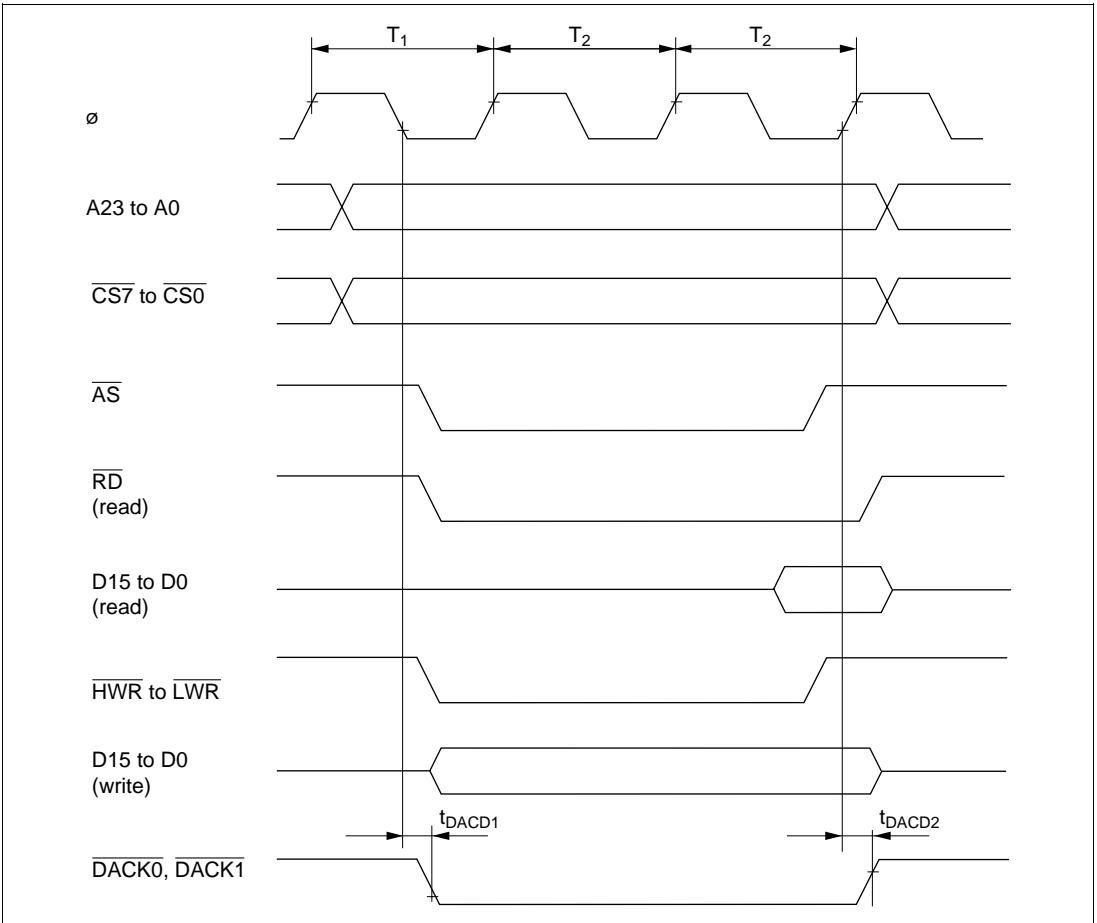 T1 T2 T2
ø
A23 to A0
CS7 to CS0
AS
RD
(read)
D15 to D0
(read)
HWR to LWR
D15 to D0
(write)
tDACD1 tDACD2
DACK0, DACK1